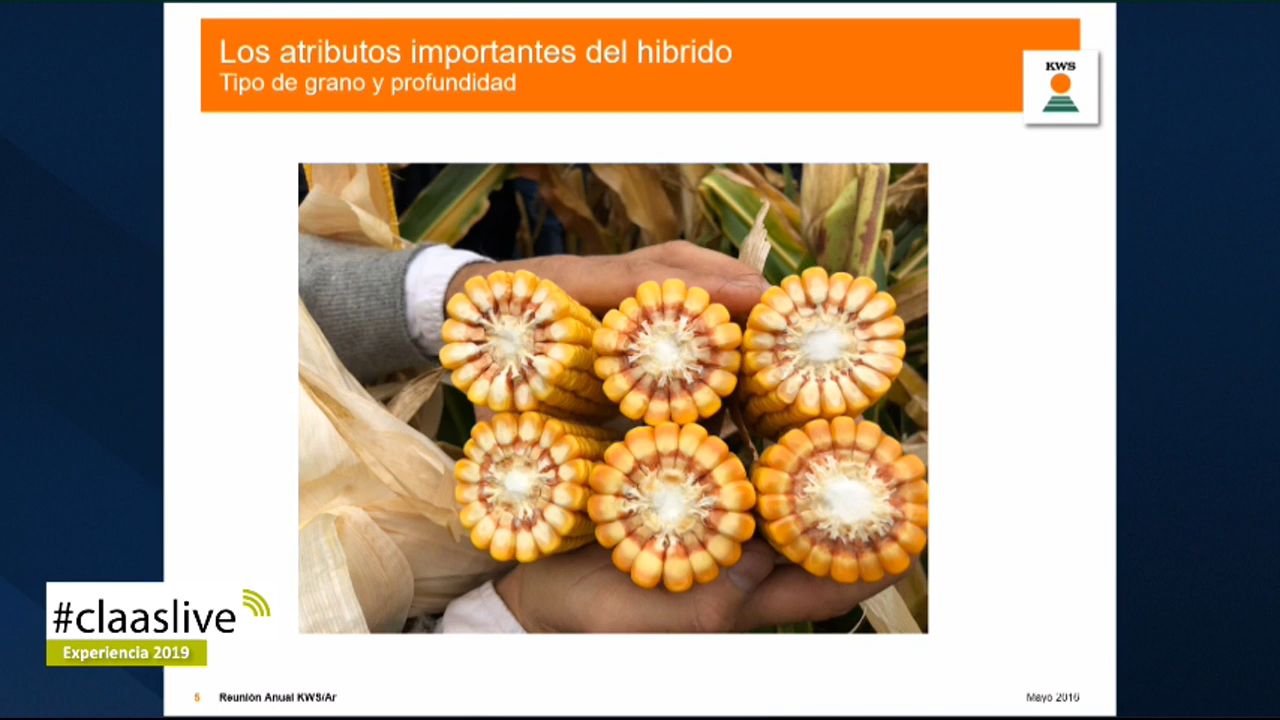 Los atributos importantes del hibrido
Tipo de grano y profundidad
KWS
#claaslive
Experiencia 2019
5 Reunión Anual KWS/Ar
Mayo 2016